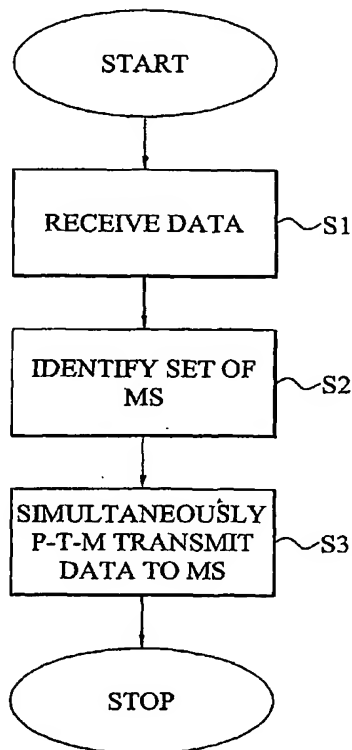 START
RECEIVE DATA
S1
IDENTIFY SET OF
MS
S2
SIMULTANEOUSLY
P-T-M TRANSMIT
DATA TO MS
S3
STOP